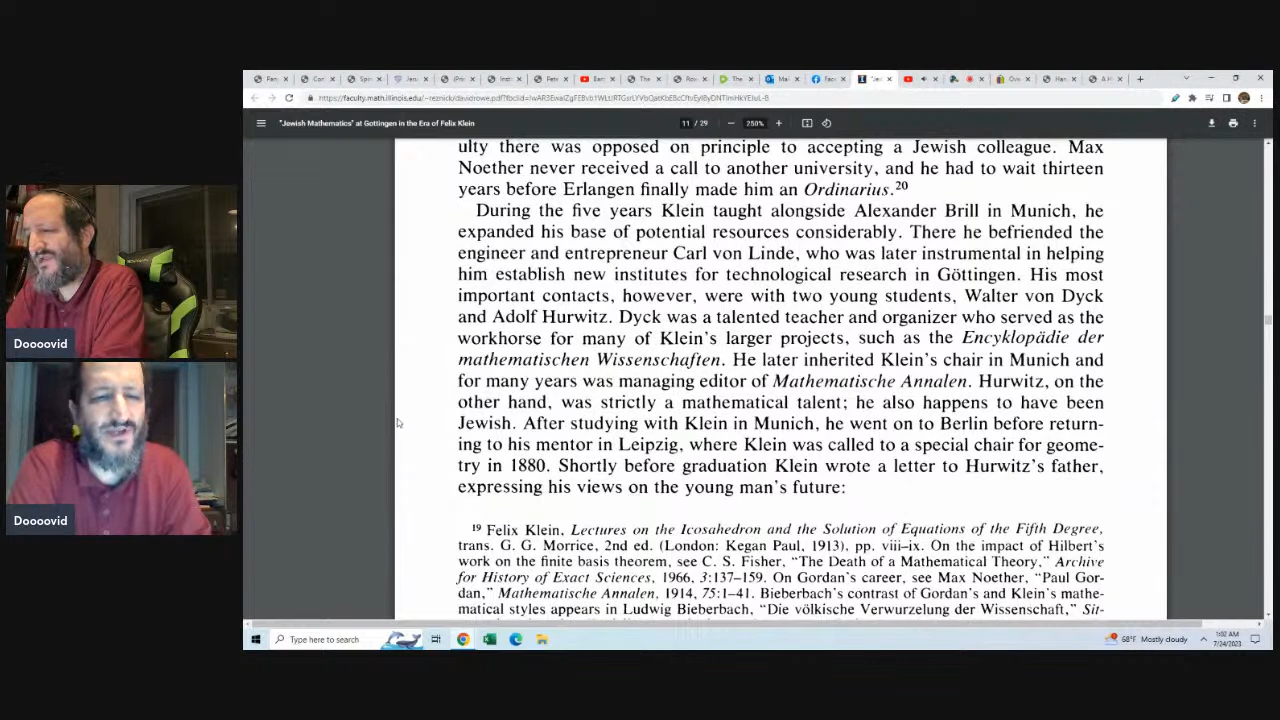 "Jewish Mathematics" at Gottingen in the Era of Felix Klein
11 / 29
250%
ulty there was opposed on principle to accepting a Jewish colleague. Max
Noether never received a call to another university, and he had to wait thirteen
years before Erlangen finally made him an Ordinarius.20
During the five years Klein taught alongside Alexander Brill in Munich, he
expanded his base of potential resources considerably. There he befriended the
engineer and entrepreneur Carl von Linde, who was later instrumental in helping
him establish new institutes for technological research in Göttingen. His most
important contacts, however, were with two young students, Walter von Dyck
and Adolf Hurwitz. Dyck was a talented teacher and organizer who served as the
workhorse for many of Klein's larger projects, such as the Encyklopädie der
mathematischen Wissenschaften. He later inherited Klein's chair in Munich and
for many years was managing editor of Mathematische Annalen. Hurwitz, on the
other hand, was strictly a mathematical talent; he also happens to have been
Jewish. After studying with Klein in Munich, he went on to Berlin before return-
ing to his mentor in Leipzig, where Klein was called to a special chair for geome-
try in 1880. Shortly before graduation Klein wrote a letter to Hurwitz's father,
expressing his views on the young man's future:
19 Felix Klein, Lectures on the Icosahedron and the Solution of Equations of the Fifth Degree,
trans. G. G. Morrice, 2nd ed. (London: Kegan Paul, 1913), pp. viii–ix. On the impact of Hilbert's
work on the finite basis theorem, see C. S. Fisher, "The Death of a Mathematical Theory," Archive
for History of Exact Sciences, 1966, 3:137–159. On Gordan's career, see Max Noether, "Paul Gor-
dan," Mathematische Annalen, 1914, 75:1–41. Bieberbach's contrast of Gordan's and Klein's mathe-
matical styles appears in Ludwig Bieberbach, "Die völkische Verwurzelung der Wissenschaft," Sit-
Doooovid
Doooovid
Type here to search
68°F Mostly cloudy
1:02 AM
7/24/2023